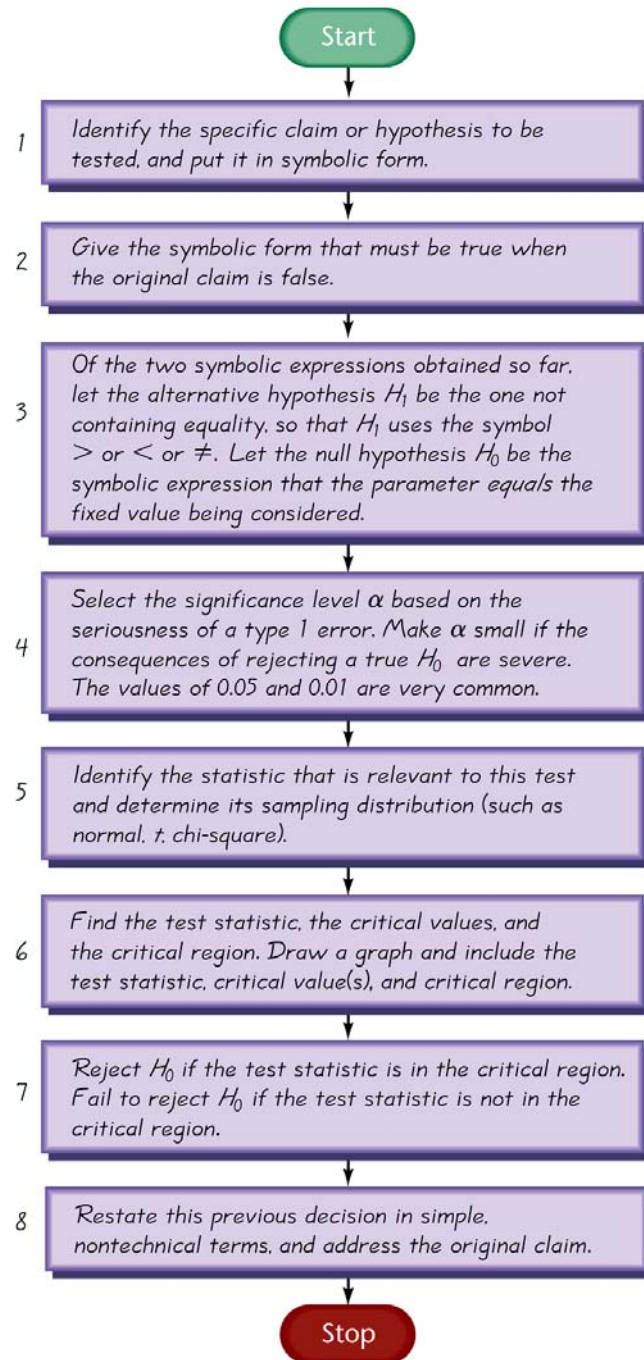 Start
1
Identify the specific claim or hypothesis to be
tested, and put it in symbolic form.
2
Give the symbolic form that must be true when
the original claim is false.
3
Of the two symbolic expressions obtained so far,
let the alternative hypothesis H₁ be the one not
containing equality, so that H₁ uses the symbol
> or < or ≠. Let the null hypothesis H₀ be the
symbolic expression that the parameter equals the
fixed value being considered.
4
Select the significance level α based on the
seriousness of a type 1 error. Make α small if the
consequences of rejecting a true H₀ are severe.
The values of 0.05 and 0.01 are very common.
5
Identify the statistic that is relevant to this test
and determine its sampling distribution (such as
normal, t, chi-square).
6
Find the test statistic, the critical values, and
the critical region. Draw a graph and include the
test statistic, critical value(s), and critical region.
7
Reject H₀ if the test statistic is in the critical region.
Fail to reject H₀ if the test statistic is not in the
critical region.
8
Restate this previous decision in simple,
nontechnical terms, and address the original claim.
Stop